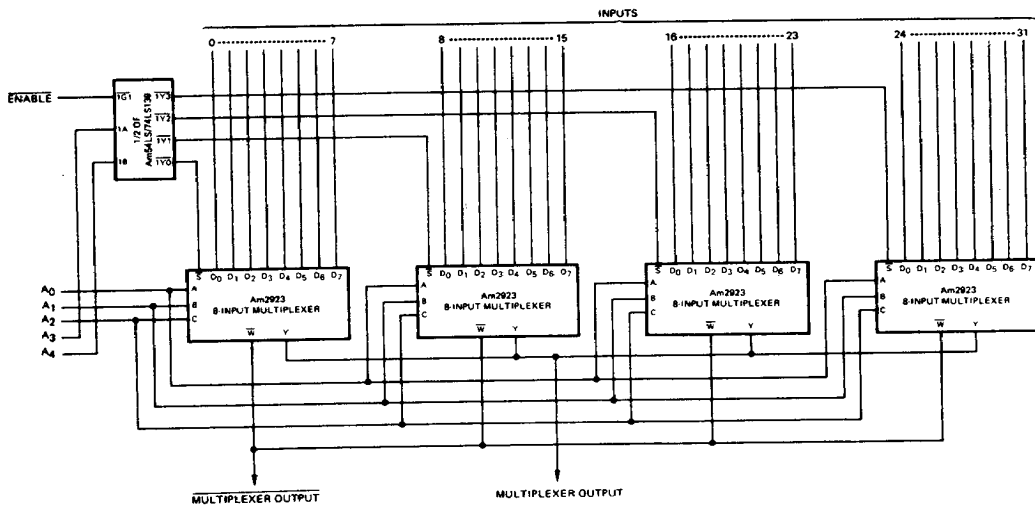 INPUTS
0 7
8 15
16 23
24 31
ENABLE
1G1 1Y3
1Y2
1A 1Y1
1B 1Y0
1/2 OF
Am54LS/74LS139
S D0 D1 D2 D3 D4 D5 D6 D7
S D0 D1 D2 D3 D4 D5 D6 D7
S D0 D1 D2 D3 D4 D5 D6 D7
S D0 D1 D2 D3 D4 D5 D6 D7
A0
A1
A2
A3
A4
A
B
C
Am2923
8-INPUT MULTIPLEXER
W Y
A
B
C
Am2923
8-INPUT MULTIPLEXER
W Y
A
B
C
Am2923
8-INPUT MULTIPLEXER
W Y
A
B
C
Am2923
8-INPUT MULTIPLEXER
W Y
MULTIPLEXER OUTPUT
MULTIPLEXER OUTPUT